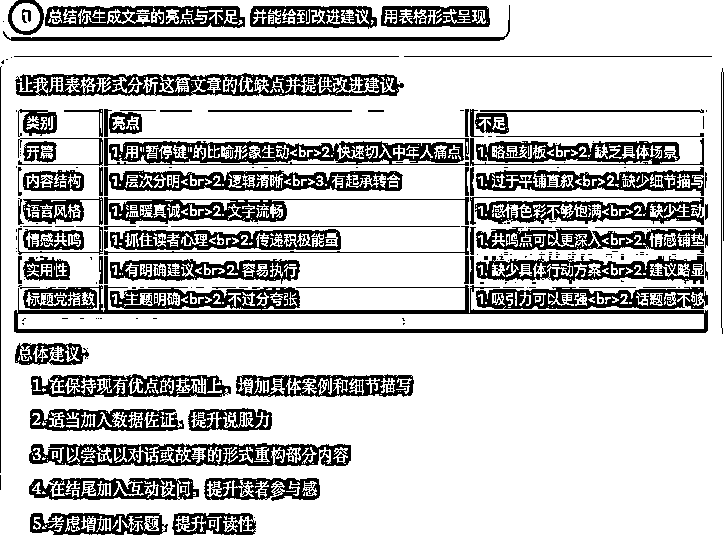 总结你生成文章的亮点与不足，并能给到改进建议，用表格形式呈现
让我用表格形式分析这篇文章的优缺点并提供改进建议：
类别 亮点 不足
开篇 1. 用"暂停键"的比喻形象生动<br>2. 快速切入中年人痛点 1. 略显刻板<br>2. 缺乏具体场景
内容结构 1. 层次分明<br>2. 逻辑清晰<br>3. 有起承转合 1. 过于平铺直叙<br>2. 缺少细节描写
语言风格 1. 温暖真诚<br>2. 文字流畅 1. 感情色彩不够饱满<br>2. 缺少生动
情感共鸣 1. 抓住读者心理<br>2. 传递积极能量 1. 共鸣点可以更深入<br>2. 情感铺垫
实用性 1. 有明确建议<br>2. 容易执行 1. 缺少具体行动方案<br>2. 建议略显
标题党指数 1. 主题明确<br>2. 不过分夸张 1. 吸引力可以更强<br>2. 话题感不够
总体建议：
1. 在保持现有优点的基础上，增加具体案例和细节描写
2. 适当加入数据佐证，提升说服力
3. 可以尝试以对话或故事的形式重构部分内容
4. 在结尾加入互动设问，提升读者参与感
5. 考虑增加小标题，提升可读性